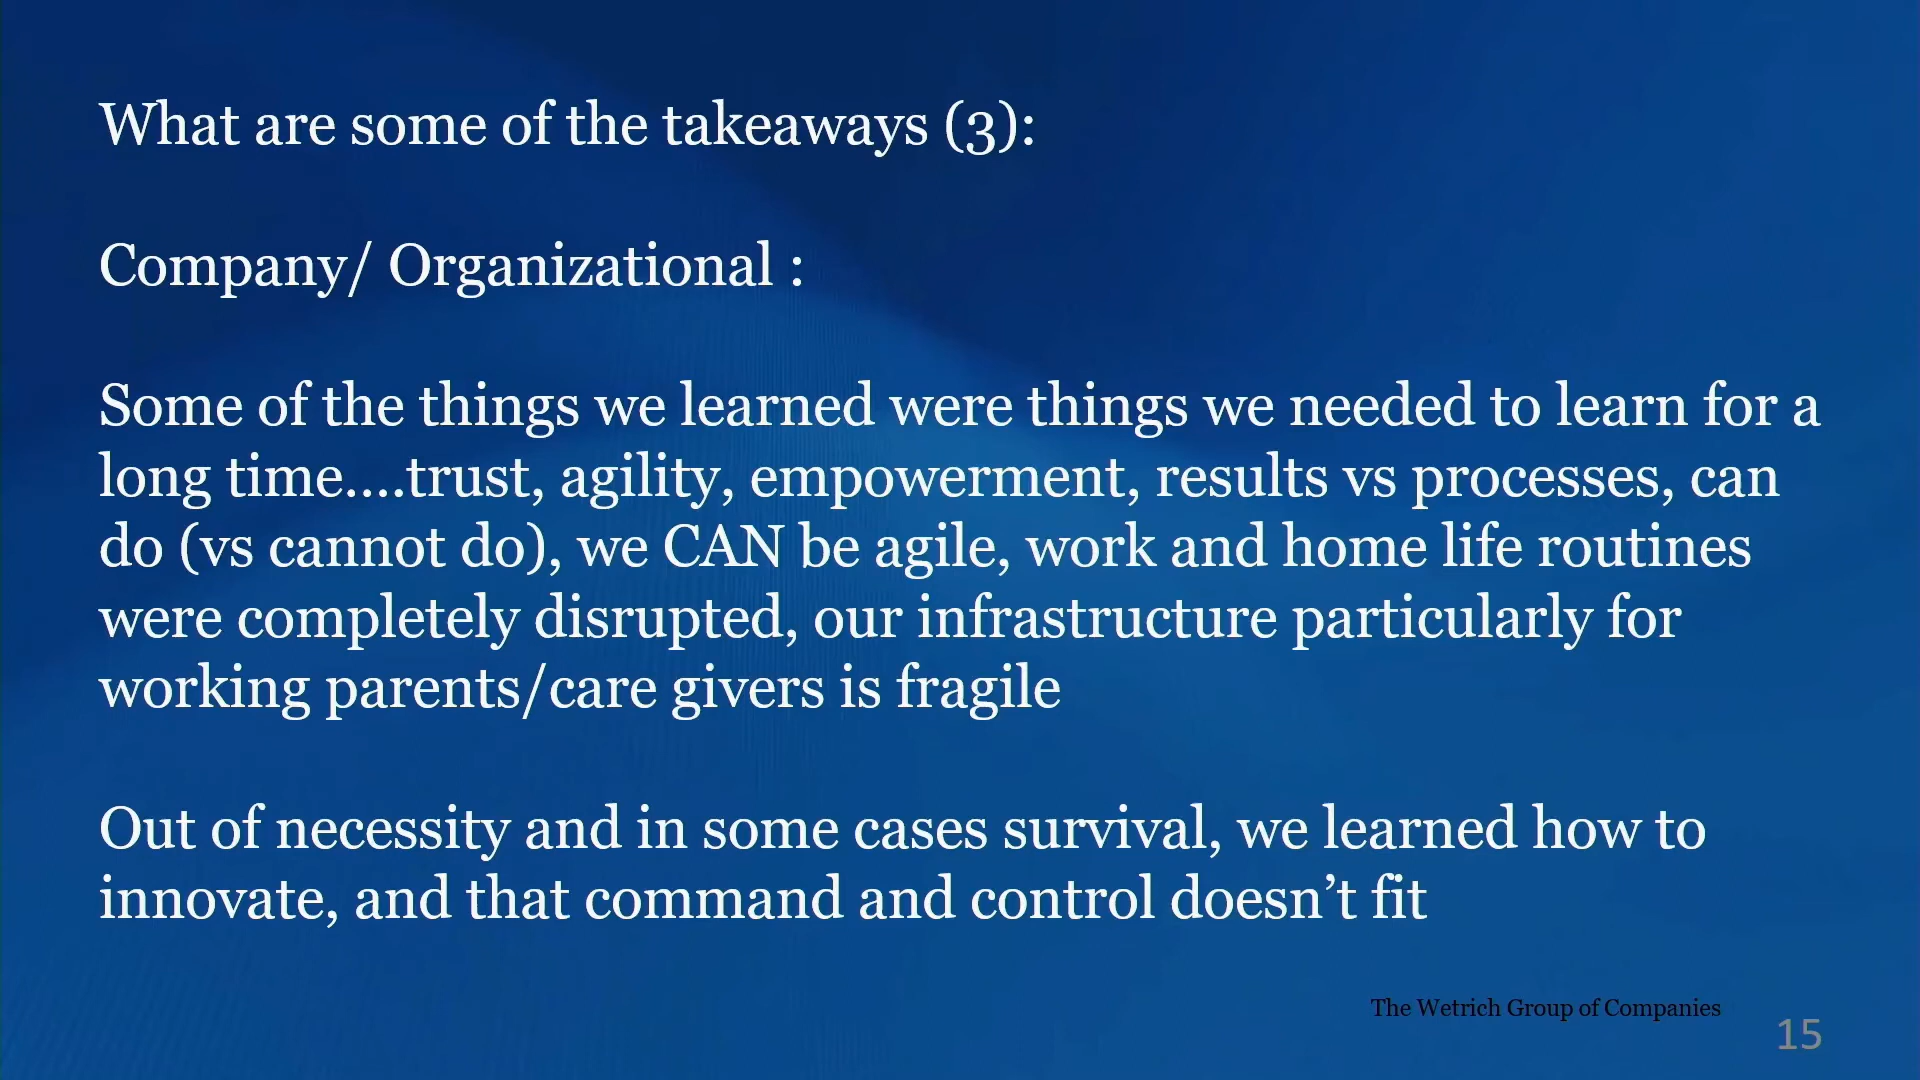 What are some of the takeaways (3):
Company/ Organizational :
Some of the things we learned were things we needed to learn for a
long time....trust, agility, empowerment, results vs processes, can
do (vs cannot do), we CAN be agile, work and home life routines
were completely disrupted, our infrastructure particularly for
working parents/care givers is fragile
Out of necessity and in some cases survival, we learned how to
innovate, and that command and control doesn’t fit
The Wetrich Group of Companies
15